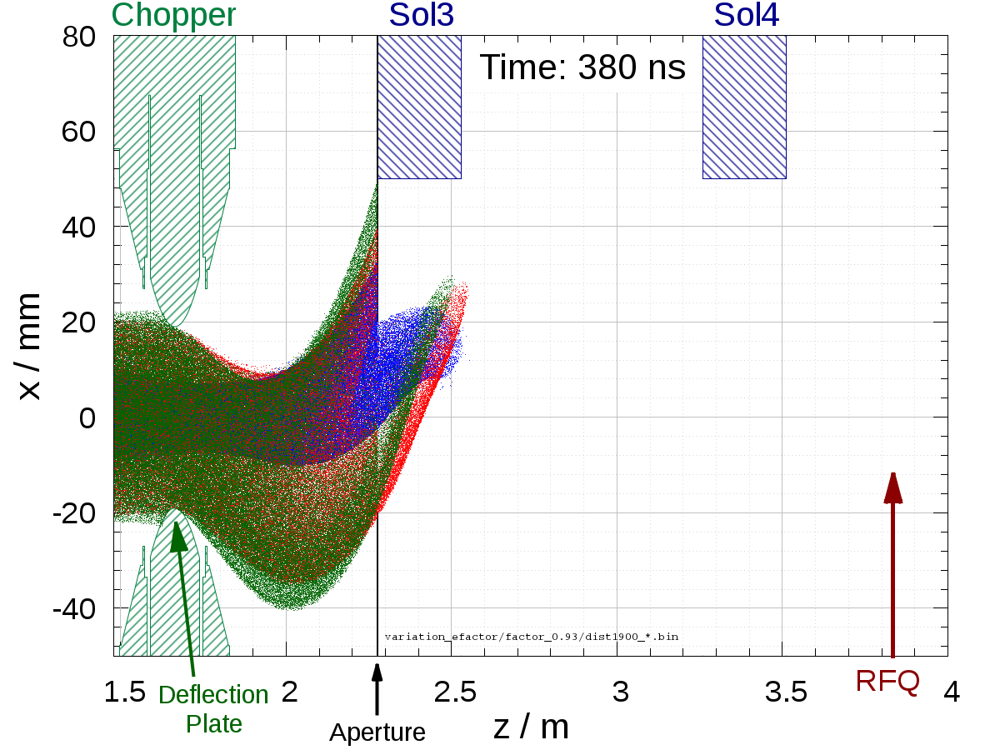 Chopper
Sol3
Sol4
Time: 380 ns
80
60
40
20
0
-20
-40
x / mm
variation_efactor/factor_0.93/dist1900_*.bin
1.5
2
2.5
3
3.5
4
Deflection
Plate
Aperture
z / m
RFQ